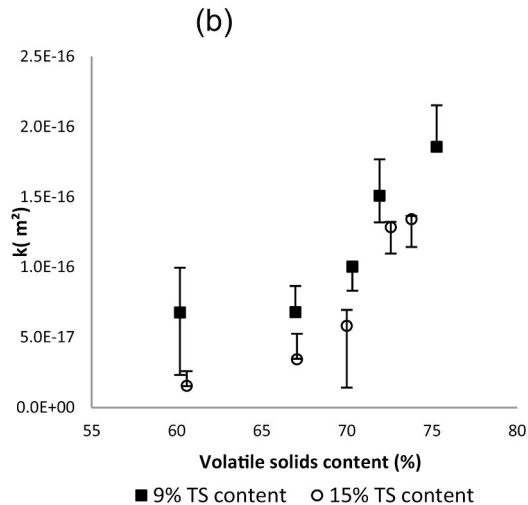 (b)
2.5E-16
2.0E-16
1.5E-16
1.0E-16
5.0E-17
0.0E+00
k( m²)
55 60 65 70 75 80
Volatile solids content (%)
9% TS content 15% TS content